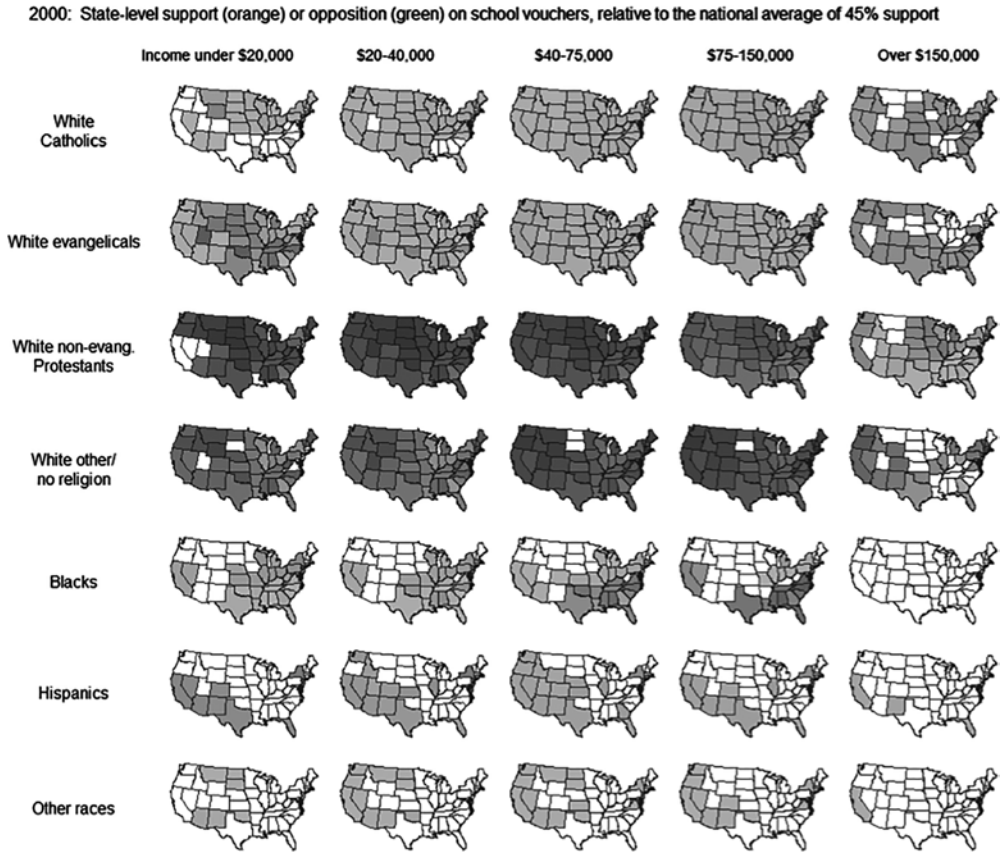 2000: State-level support (orange) or opposition (green) on school vouchers, relative to the national average of 45% support
Income under $20,000 $20-40,000 $40-75,000 $75-150,000 Over $150,000
White
Catholics
White evangelicals
White non-evang.
Protestants
White other/
no religion
Blacks
Hispanics
Other races